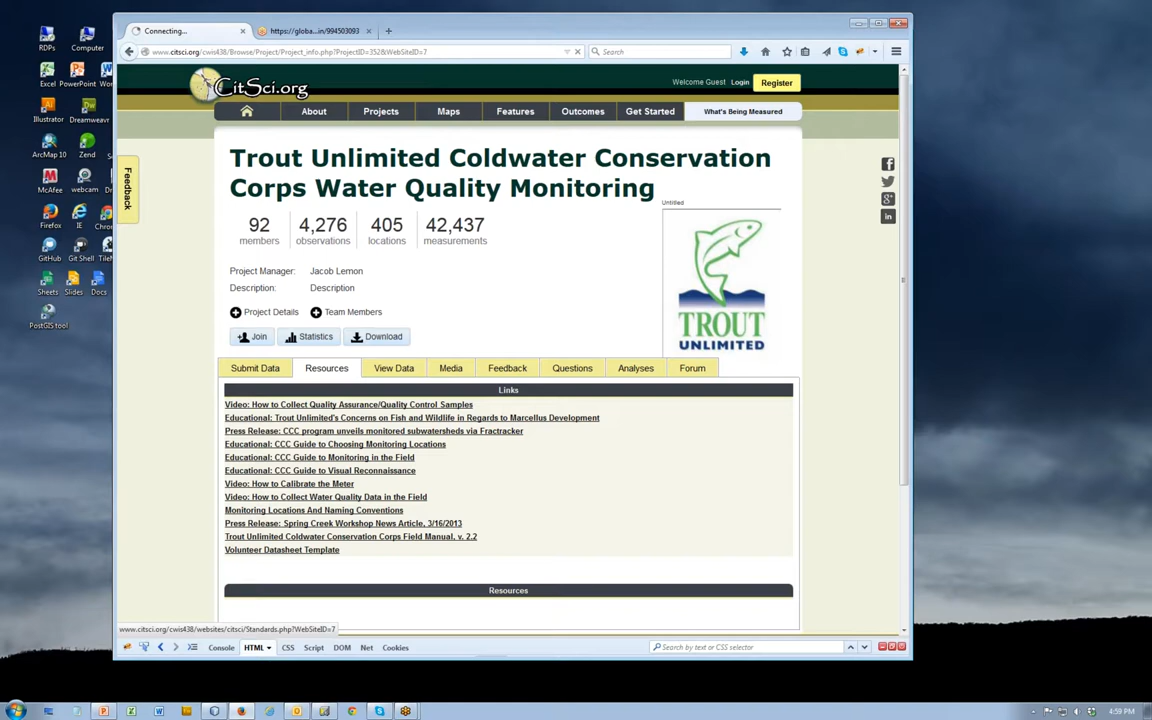 Connecting...
https://globa...in/994503093
www.citsci.org/cwis438/Browse/Project/Project_info.php?ProjectID=352&WebSiteID=7
Search
RDPs
Computer
Excel
PowerPoint
Illustrator
Dreamweavr
ArcMap 10
Zend
McAfee
webcam
Firefox
IE
GitHub
Git Shell
Sheets
Slides
Docs
PostGIS tool
CitSci.org
Welcome Guest
Login
Register
About
Projects
Maps
Features
Outcomes
Get Started
What's Being Measured
Feedback
Trout Unlimited Coldwater Conservation
Corps Water Quality Monitoring
Untitled
92
4,276
405
42,437
members
observations
locations
measurements
Project Manager: Jacob Lemon
Description: Description
Project Details
Team Members
Join
Statistics
Download
TROUT
UNLIMITED
Submit Data
Resources
View Data
Media
Feedback
Questions
Analyses
Forum
Links
Video: How to Collect Quality Assurance/Quality Control Samples
Educational: Trout Unlimited's Concerns on Fish and Wildlife in Regards to Marcellus Development
Press Release: CCC program unveils monitored subwatersheds via Fractracker
Educational: CCC Guide to Choosing Monitoring Locations
Educational: CCC Guide to Monitoring in the Field
Educational: CCC Guide to Visual Reconnaissance
Video: How to Calibrate the Meter
Video: How to Collect Water Quality Data in the Field
Monitoring Locations And Naming Conventions
Press Release: Spring Creek Workshop News Article, 3/16/2013
Trout Unlimited Coldwater Conservation Corps Field Manual, v. 2.2
Volunteer Datasheet Template
Resources
www.citsci.org/cwis438/websites/citsci/Standards.php?WebSiteID=7
Console
HTML
CSS
Script
DOM
Net
Cookies
Search by text or CSS selector
4:59 PM